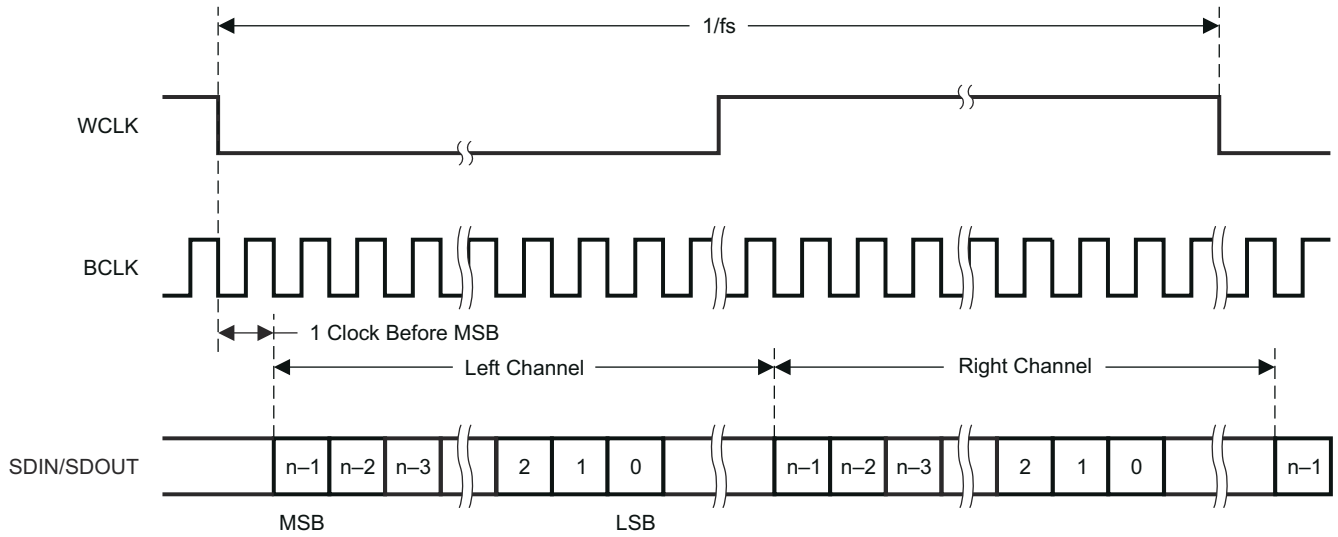 1/fs
WCLK
BCLK
1 Clock Before MSB
Left Channel
Right Channel
SDIN/SDOUT
n–1 n–2 n–3 2 1 0 n–1 n–2 n–3 2 1 0 n–1
MSB LSB